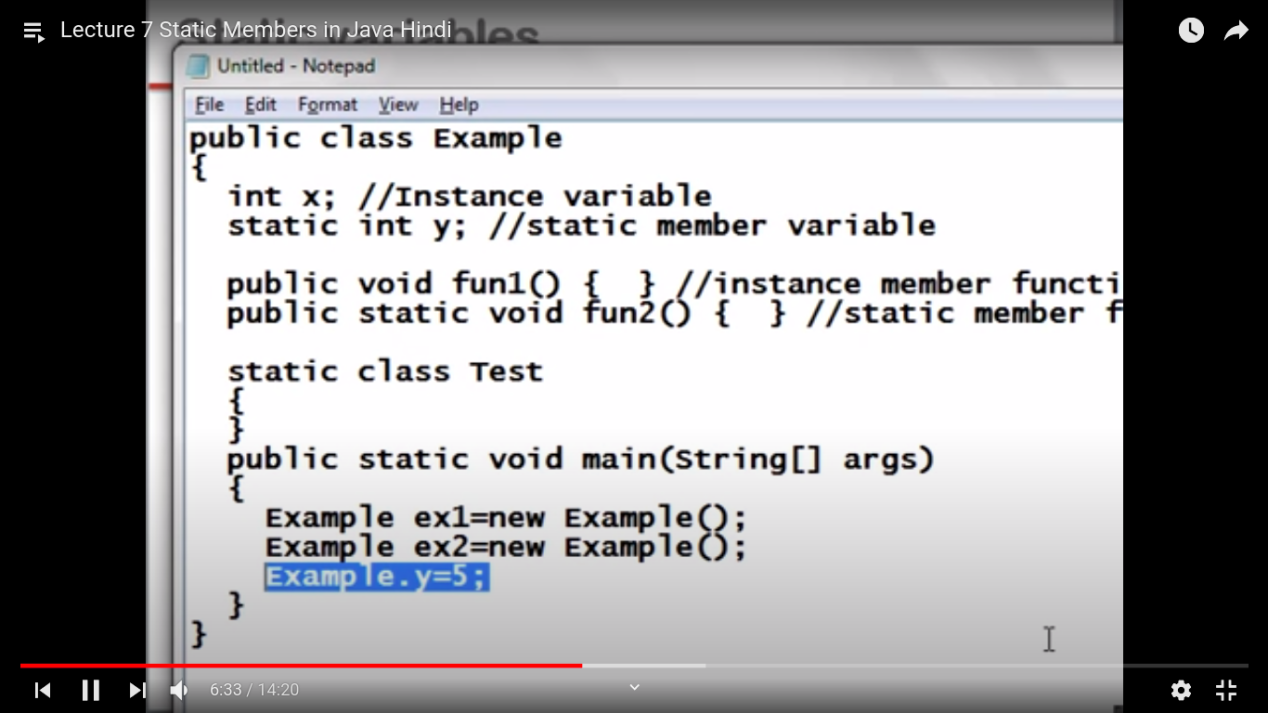 Lecture 7 Static Members in Java Hindi
Static variables
Untitled - Notepad
File Edit Format View Help
public class Example
{
int x; //Instance variable
static int y; //static member variable
public void fun1() { } //instance member functi
public static void fun2() { } //static member f
static class Test
{
}
public static void main(String[] args)
{
Example ex1=new Example();
Example ex2=new Example();
Example.y=5;
}
}
6:33 / 14:20